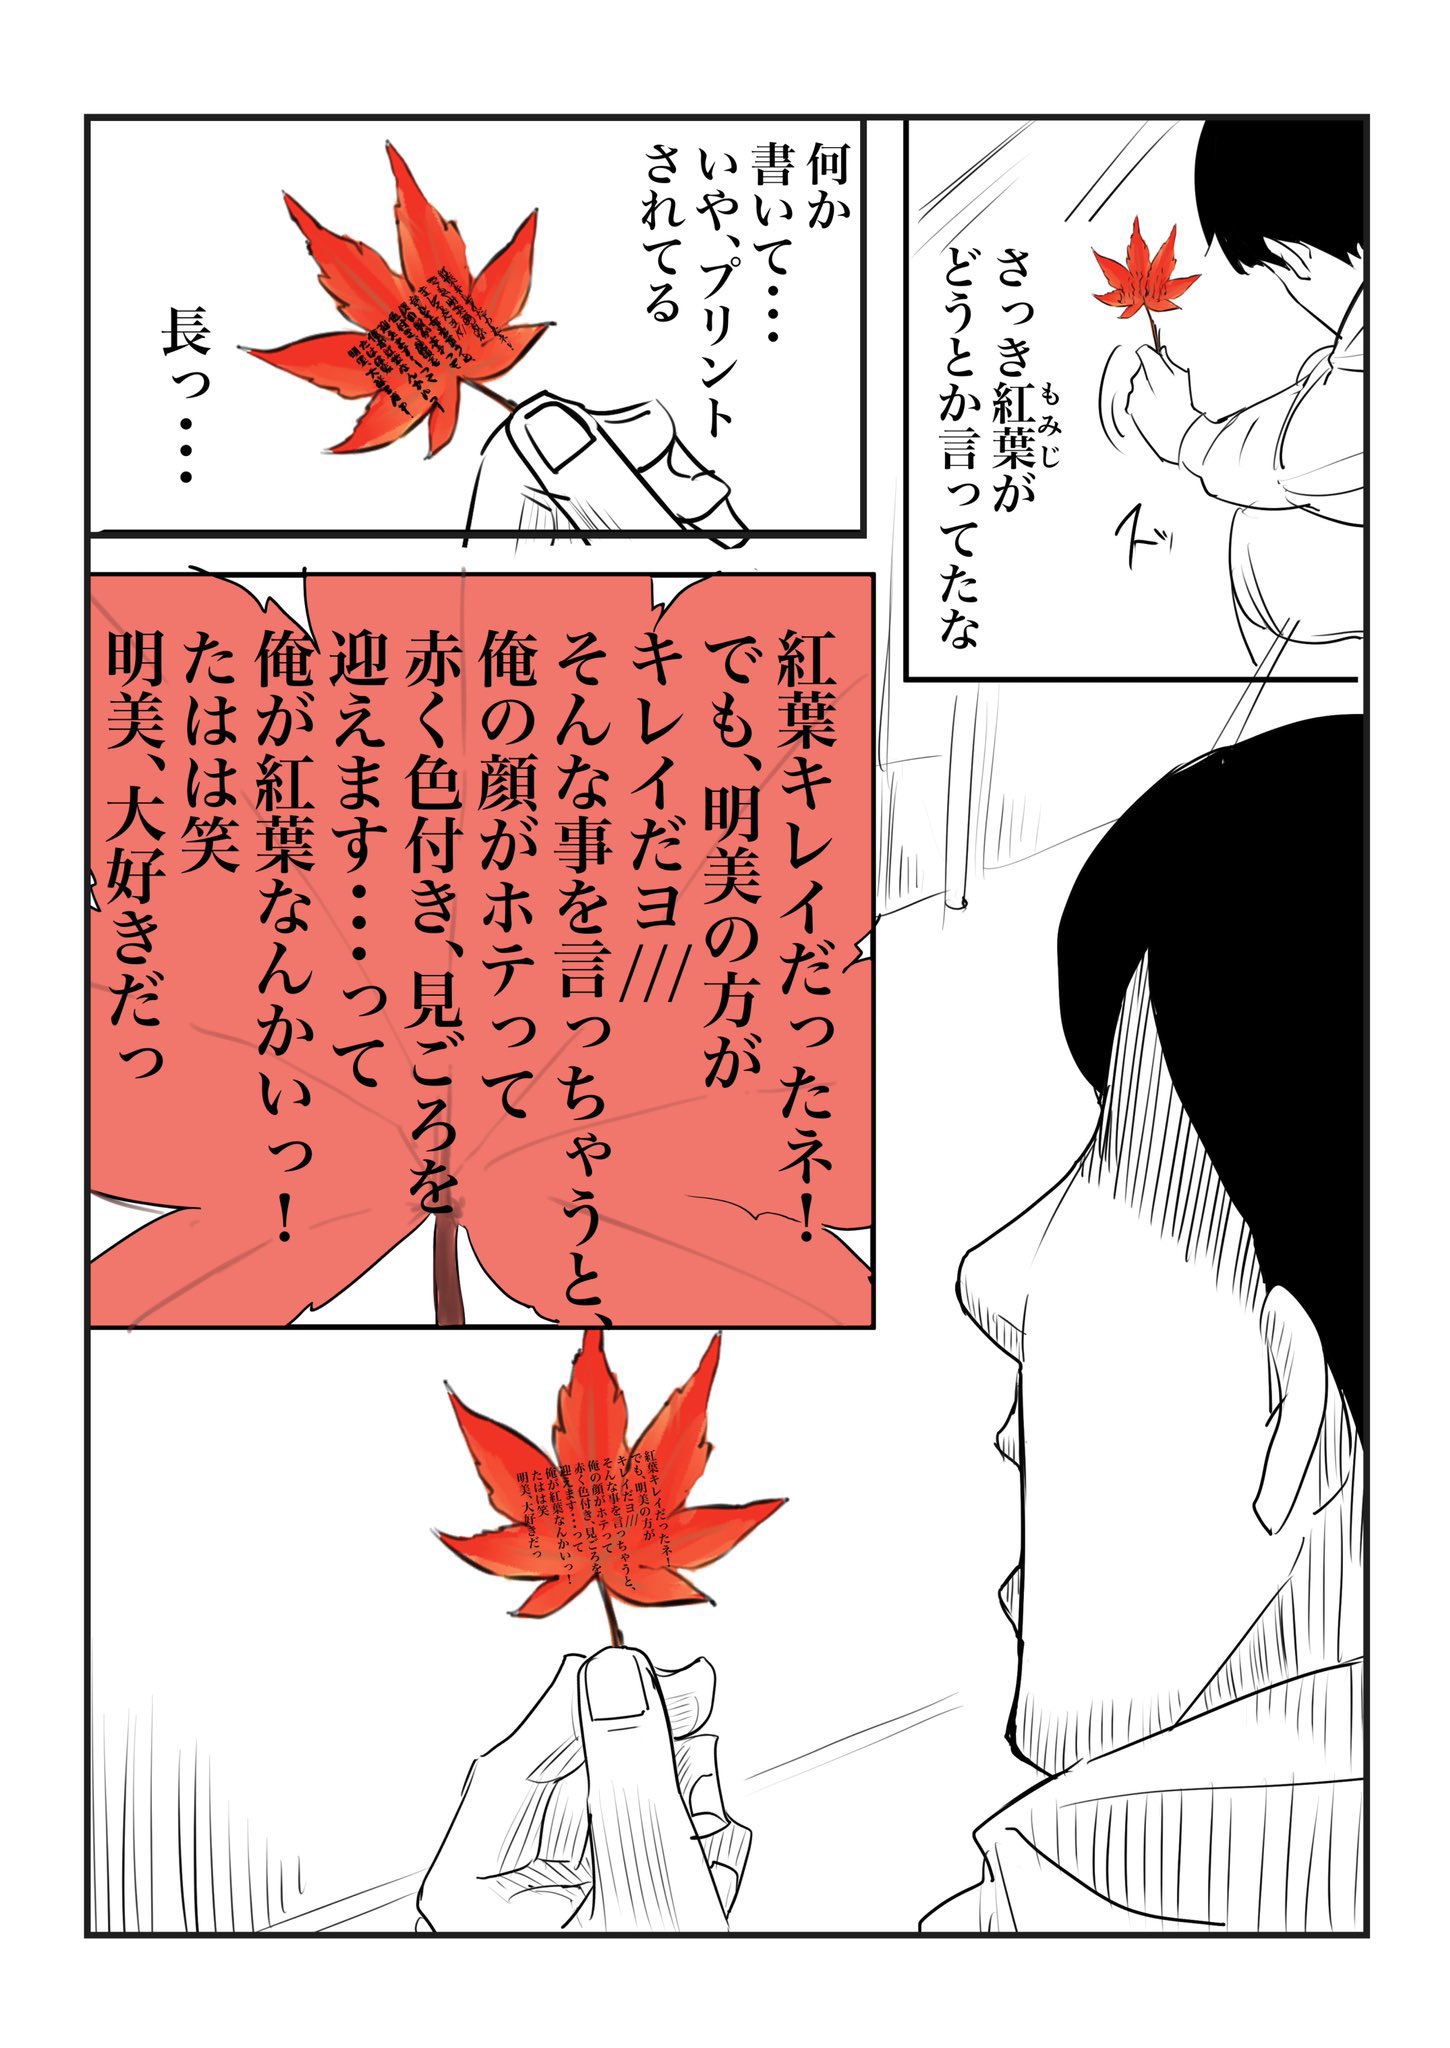 さっき紅葉が
もみじ
どうとか言ってたな
ド
何か
書いて・・・
いや、プリント
されてる
長っ・・・
紅葉キレイだったネ！
でも、明美の方が
キレイだヨ///
そんな事を言っちゃうと、
俺の顔がホテって
赤く色付き、見ごろを
迎えます・・・って
俺が紅葉なんかいっ！
たはは笑
明美、大好きだっ
紅葉キレイだったネ！
でも、明美の方が
キレイだヨ///
そんな事を言っちゃうと、
俺の顔がホテって
赤く色付き、見ごろを
迎えます・・・って
俺が紅葉なんかいっ！
たはは笑
明美、大好きだっ